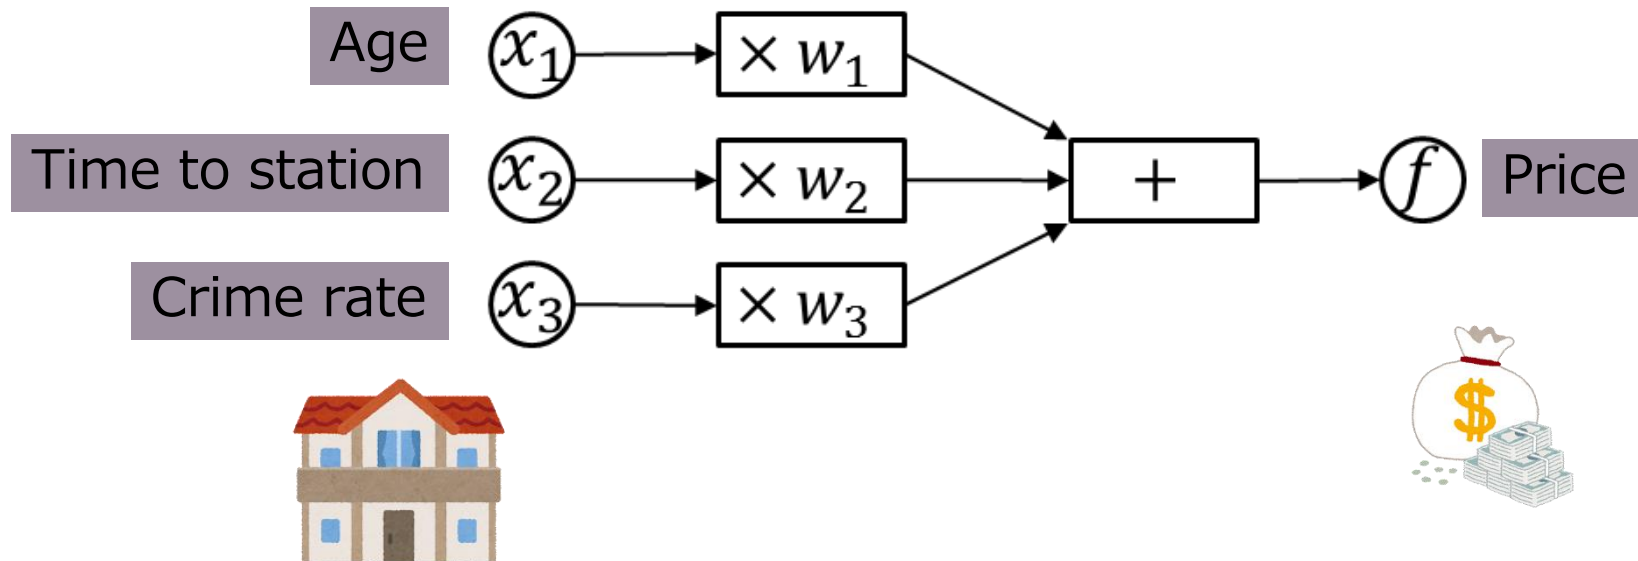 Age x₁ × w₁
Time to station x₂ × w₂ + f Price
Crime rate x₃ × w₃
$